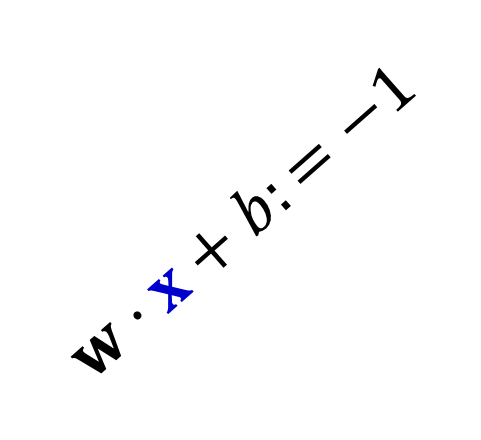 w · x + b := −1